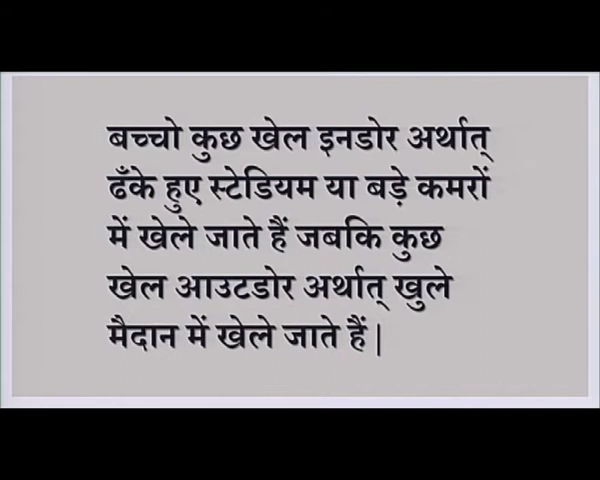 बच्चो कुछ खेल इनडोर अर्थात्
ढँके हुए स्टेडियम या बड़े कमरों
में खेले जाते हैं जबकि कुछ
खेल आउटडोर अर्थात् खुले
मैदान में खेले जाते हैं |